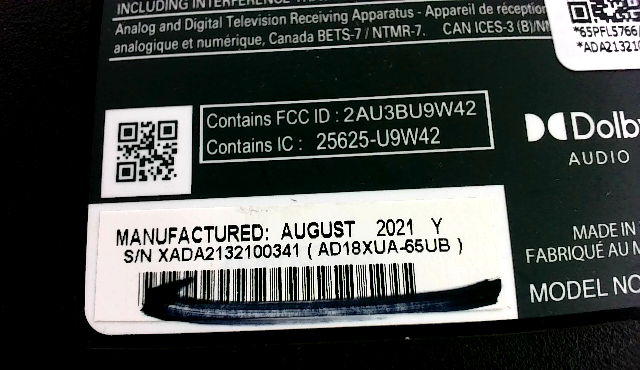 INCLUDING INTERFERENCE
Analog and Digital Television Receiving Apparatus - Appareil de réception
analogique et numérique, Canada BETS-7 / NTMR-7. CAN ICES-3 (B)/
*65PFL5766/
*ADA21321
Contains FCC ID : 2AU3BU9W42
Contains IC : 25625-U9W42
Dolby
AUDIO
MANUFACTURED: AUGUST 2021 Y
S/N XADA2132100341 ( AD18XUA-65UB )
MADE IN
FABRIQUÉ AU
MODEL NO